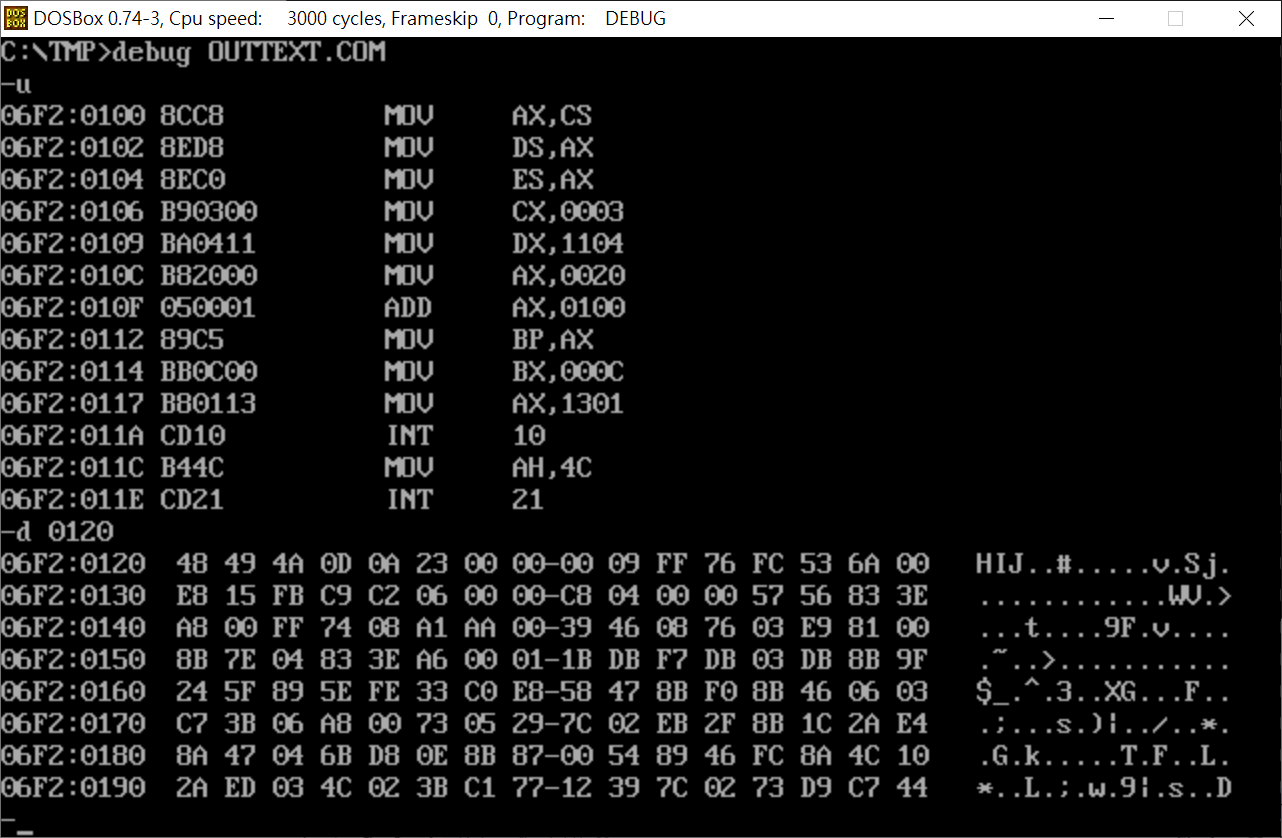 DOSBox 0.74-3, Cpu speed:    3000 cycles, Frameskip  0, Program:    DEBUG
C:\TMP>debug OUTTEXT.COM
-u
06F2:0100 8CC8          MOV     AX,CS
06F2:0102 8ED8          MOV     DS,AX
06F2:0104 8EC0          MOV     ES,AX
06F2:0106 B90300        MOV     CX,0003
06F2:0109 BA0411        MOV     DX,1104
06F2:010C B82000        MOV     AX,0020
06F2:010F 050001        ADD     AX,0100
06F2:0112 89C5          MOV     BP,AX
06F2:0114 BB0C00        MOV     BX,000C
06F2:0117 B80113        MOV     AX,1301
06F2:011A CD10          INT     10
06F2:011C B44C          MOV     AH,4C
06F2:011E CD21          INT     21
-d 0120
06F2:0120  48 49 4A 0D 0A 23 00 00-00 09 FF 76 FC 53 6A 00   HIJ..#.....v.Sj.
06F2:0130  E8 15 FB C9 C2 06 00 00-C8 04 00 00 57 56 83 3E   ............WV.>
06F2:0140  A8 00 FF 74 08 A1 AA 00-39 46 08 76 03 E9 81 00   ...t....9F.v....
06F2:0150  8B 7E 04 83 3E A6 00 01-1B DB F7 DB 03 DB 8B 9F   .~..>...........
06F2:0160  24 5F 89 5E FE 33 C0 E8-58 47 8B F0 8B 46 06 03   $_.^.3..XG...F..
06F2:0170  C7 3B 06 A8 00 73 05 29-7C 02 EB 2F 8B 1C 2A E4   .;...s.)|../..*.
06F2:0180  8A 47 04 6B D8 0E 8B 87-00 54 89 46 FC 8A 4C 10   .G.k.....T.F..L.
06F2:0190  2A ED 03 4C 02 3B C1 77-12 39 7C 02 73 D9 C7 44   *..L.;.w.9|.s..D
-_